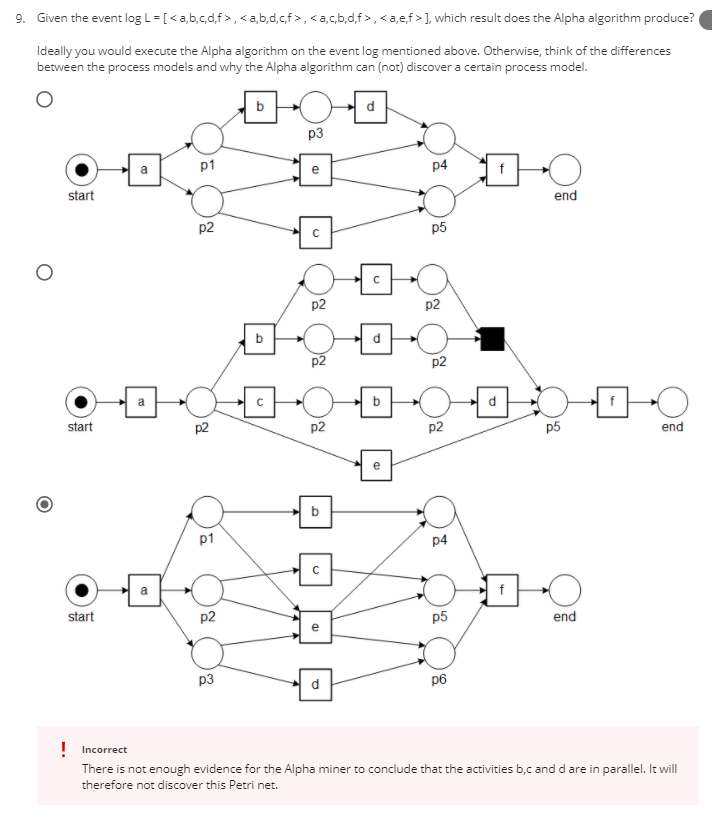 9. Given the event log L = [ < a,b,c,d,f > , < a,b,d,c,f > , < a,c,b,d,f > , < a,e,f > ], which result does the Alpha algorithm produce?
Ideally you would execute the Alpha algorithm on the event log mentioned above. Otherwise, think of the differences
between the process models and why the Alpha algorithm can (not) discover a certain process model.
b d
p3
a p1 e p4 f
start end
p2 c p5
c
p2 p2
b d
p2 p2
a c b d f
start p2 p2 p2 p5 end
e
b
p1 p4
c
a f
start p2 e p5 end
p3 d p6
! Incorrect
There is not enough evidence for the Alpha miner to conclude that the activities b,c and d are in parallel. It will
therefore not discover this Petri net.